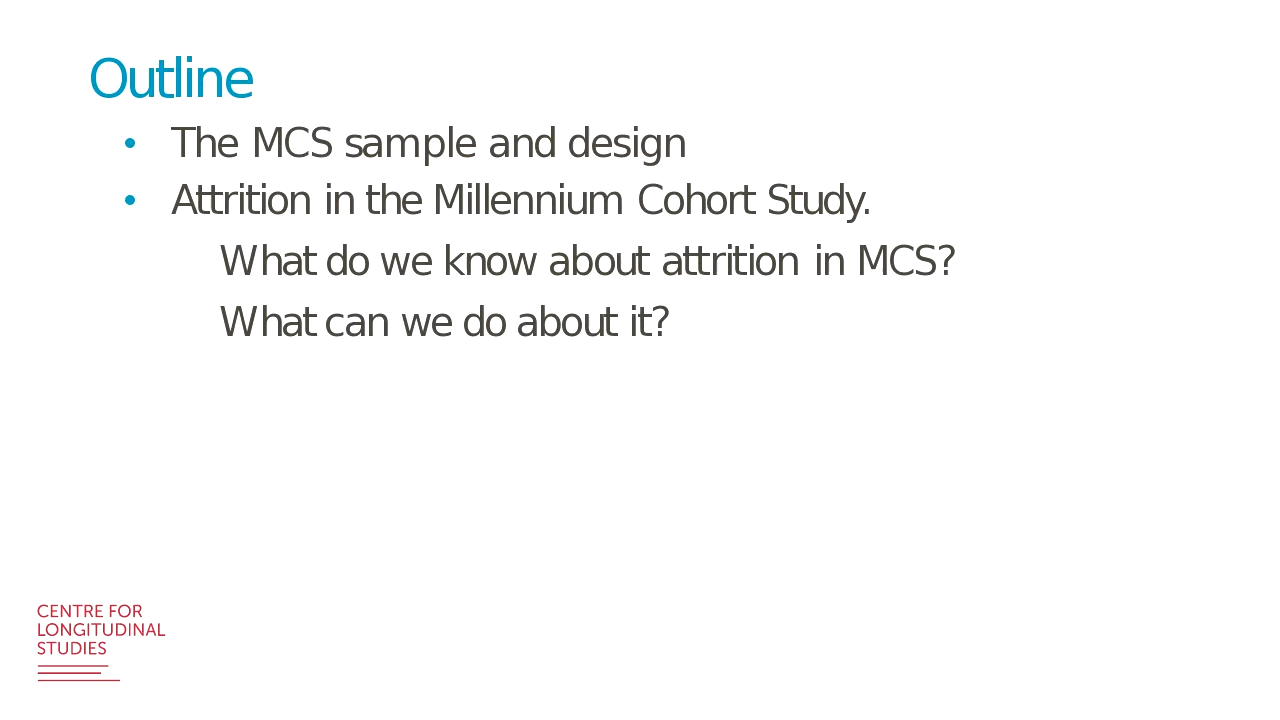 Outline
• The MCS sample and design
• Attrition in the Millennium Cohort Study.
What do we know about attrition in MCS?
What can we do about it?
CENTRE FOR
LONGITUDINAL
STUDIES